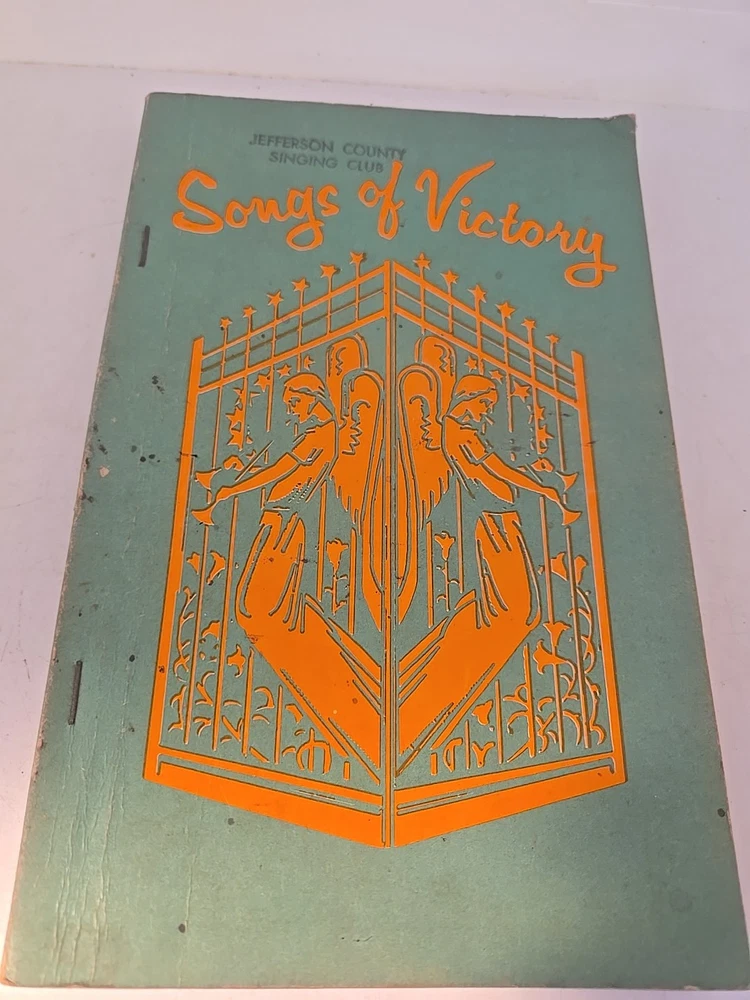 JEFFERSON COUNTY
SINGING CLUB
Songs of Victory